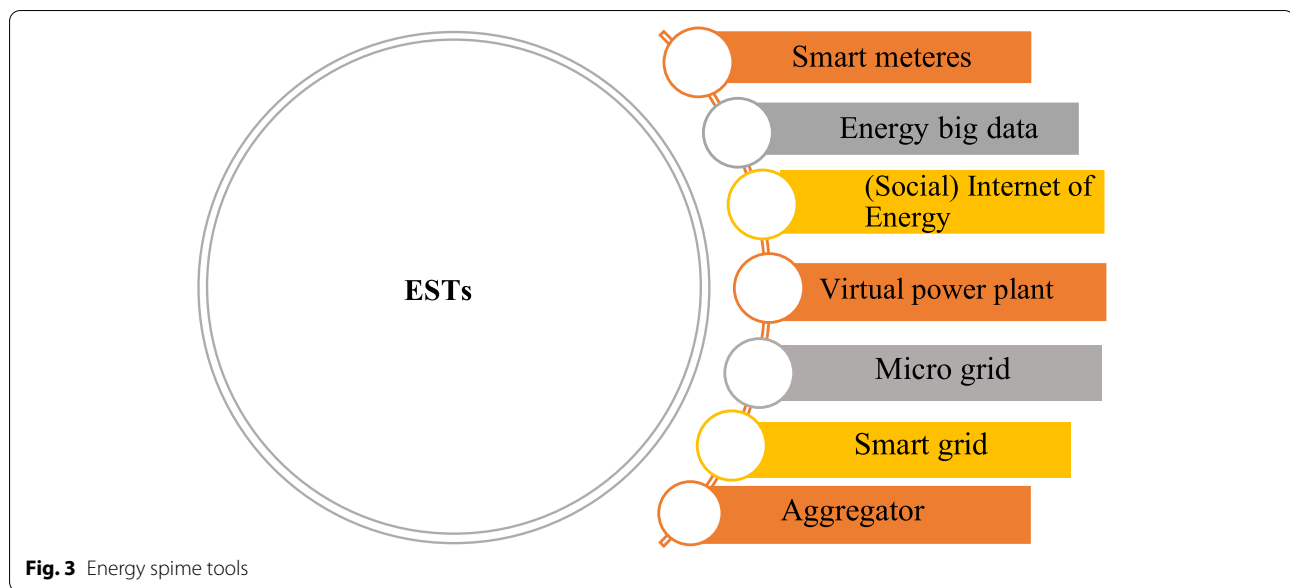 ESTs
Smart meteres
Energy big data
(Social) Internet of
Energy
Virtual power plant
Micro grid
Smart grid
Aggregator
Fig. 3 Energy spime tools